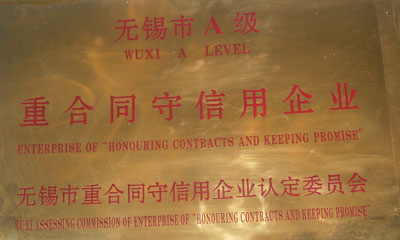 无锡市A级
WUXI A LEVEL
重合同守信用企业
ENTERPRISE OF "HONOURING CONTRACTS AND KEEPING PROMISE"
无锡市重合同守信用企业认定委员会
WUXI ASSESSING COMMISSION OF ENTERPRISE OF "HONOURING CONTRACTS AND KEEPING PROMISE"